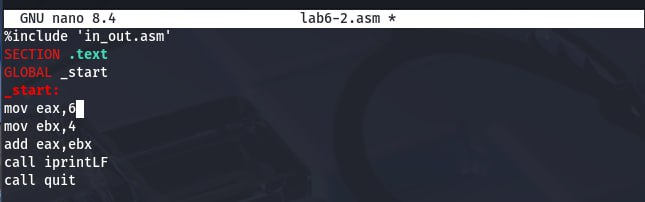 GNU nano 8.4 lab6-2.asm *
%include 'in_out.asm'
SECTION .text
GLOBAL _start
_start:
mov eax,6
mov ebx,4
add eax,ebx
call iprintLF
call quit